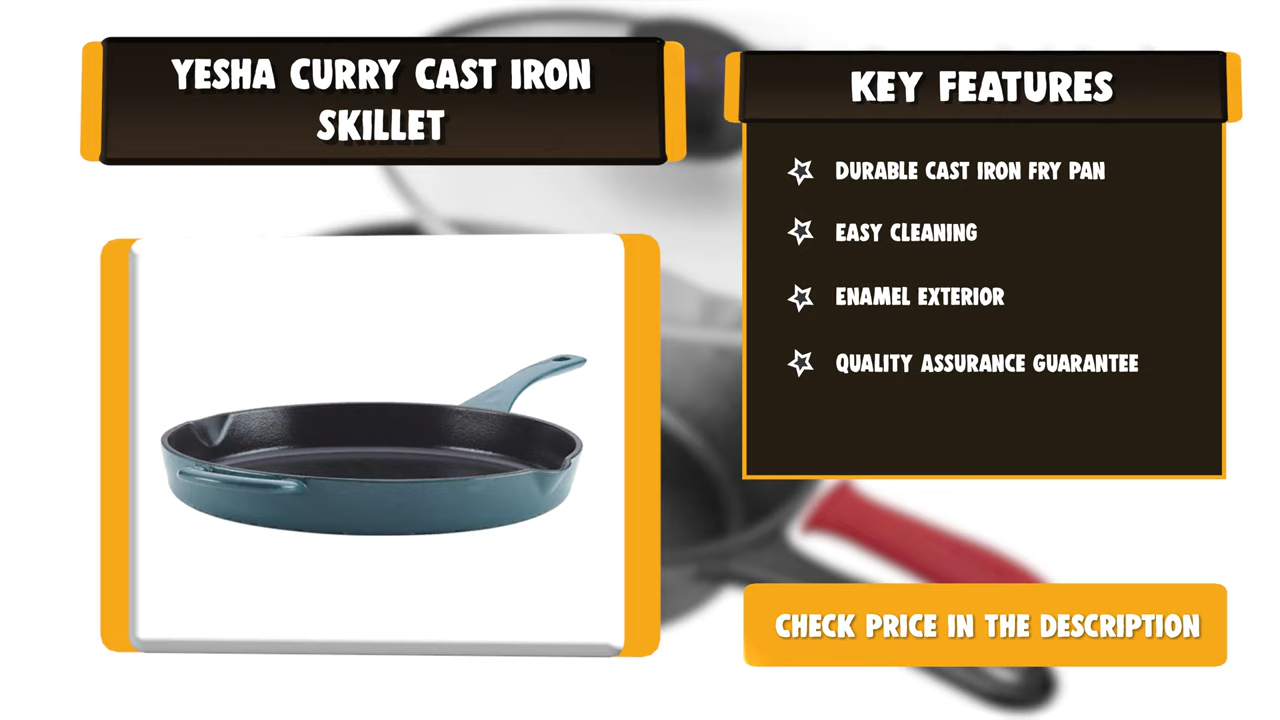 YESHA CURRY CAST IRON
SKILLET
KEY FEATURES
DURABLE CAST IRON FRY PAN
EASY CLEANING
ENAMEL EXTERIOR
QUALITY ASSURANCE GUARANTEE
CHECK PRICE IN THE DESCRIPTION